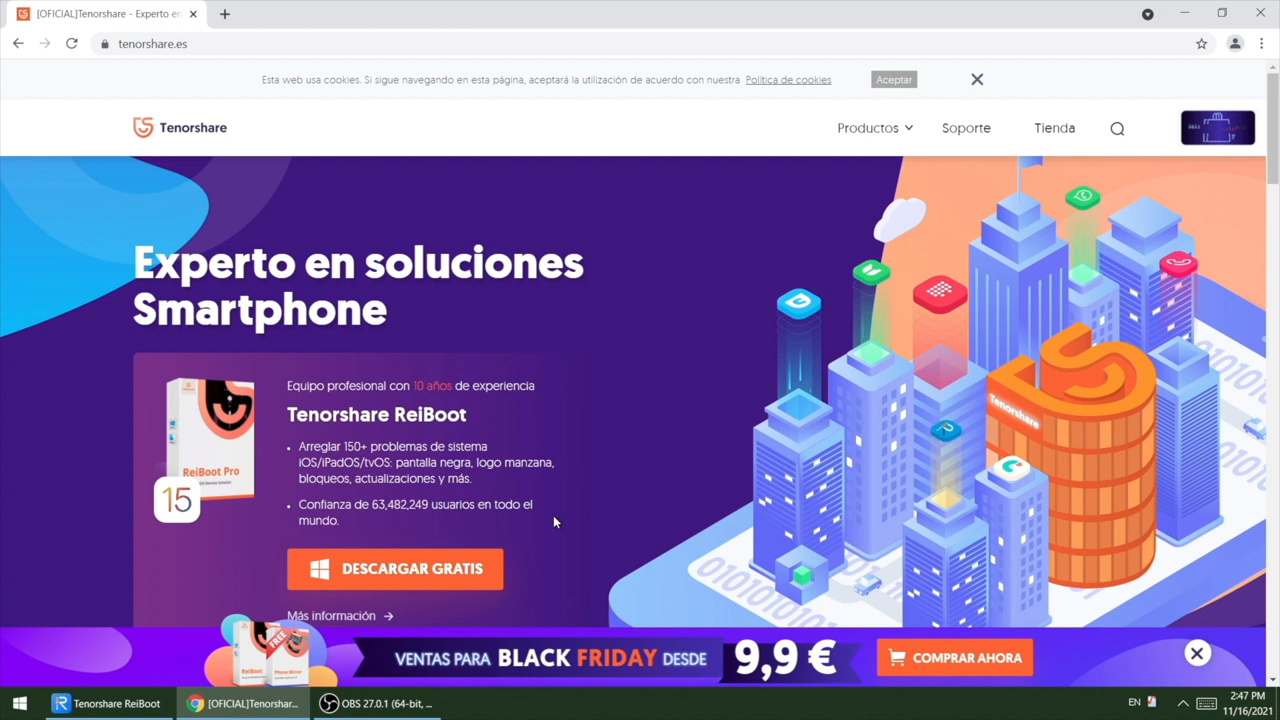 [OFICIAL]Tenorshare - Experto en
tenorshare.es
Esta web usa cookies. Si sigue navegando en esta página, aceptará la utilización de acuerdo con nuestra Política de cookies
Aceptar
Tenorshare
Productos
Soporte
Tienda
Experto en soluciones
Smartphone
Equipo profesional con 10 años de experiencia
Tenorshare ReiBoot
• Arreglar 150+ problemas de sistema
iOS/iPadOS/tvOS: pantalla negra, logo manzana,
bloqueos, actualizaciones y más.
• Confianza de 63,482,249 usuarios en todo el
mundo.
ReiBoot Pro
15
DESCARGAR GRATIS
Más información →
Tenorshare
ReiBoot
FREE
Phone Mirror
VENTAS PARA BLACK FRIDAY DESDE
9,9 €
COMPRAR AHORA
Tenorshare ReiBoot
[OFICIAL]Tenorshar...
OBS 27.0.1 (64-bit, ...
EN
2:47 PM
11/16/2021